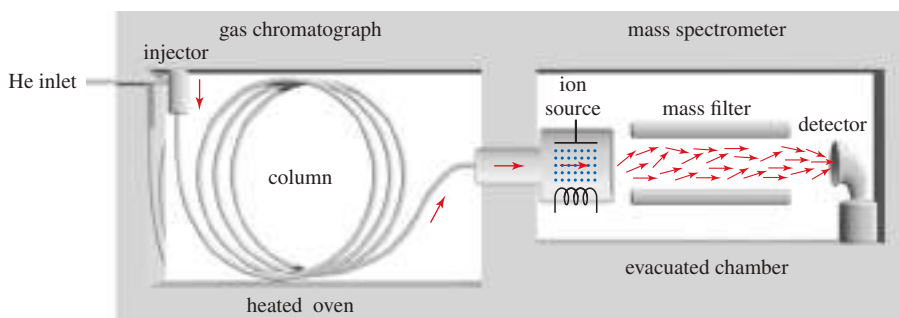 gas chromatograph
mass spectrometer
injector
He inlet
ion
source
mass filter
detector
column
evacuated chamber
heated oven